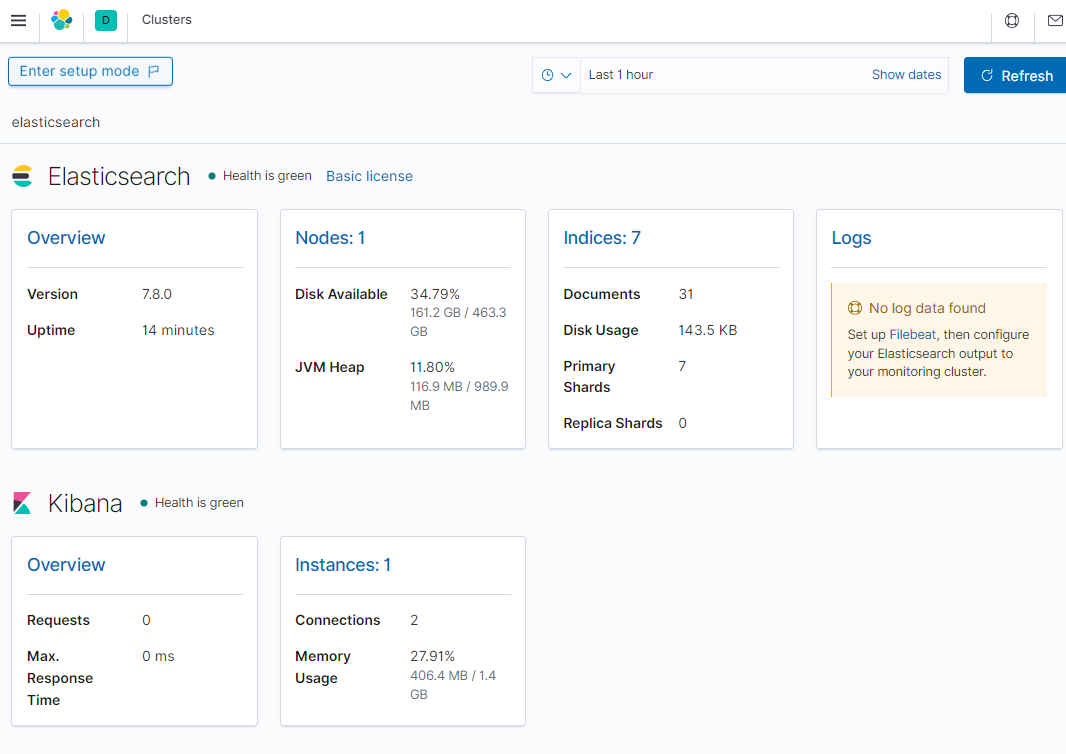 D Clusters
Enter setup mode
Last 1 hour Show dates Refresh
elasticsearch
Elasticsearch Health is green Basic license
Overview
Version 7.8.0
Uptime 14 minutes
Nodes: 1
Disk Available 34.79%
161.2 GB / 463.3
GB
JVM Heap 11.80%
116.9 MB / 989.9
MB
Indices: 7
Documents 31
Disk Usage 143.5 KB
Primary 7
Shards
Replica Shards 0
Logs
No log data found
Set up Filebeat, then configure
your Elasticsearch output to
your monitoring cluster.
Kibana Health is green
Overview
Requests 0
Max. 0 ms
Response
Time
Instances: 1
Connections 2
Memory 27.91%
Usage 406.4 MB / 1.4
GB